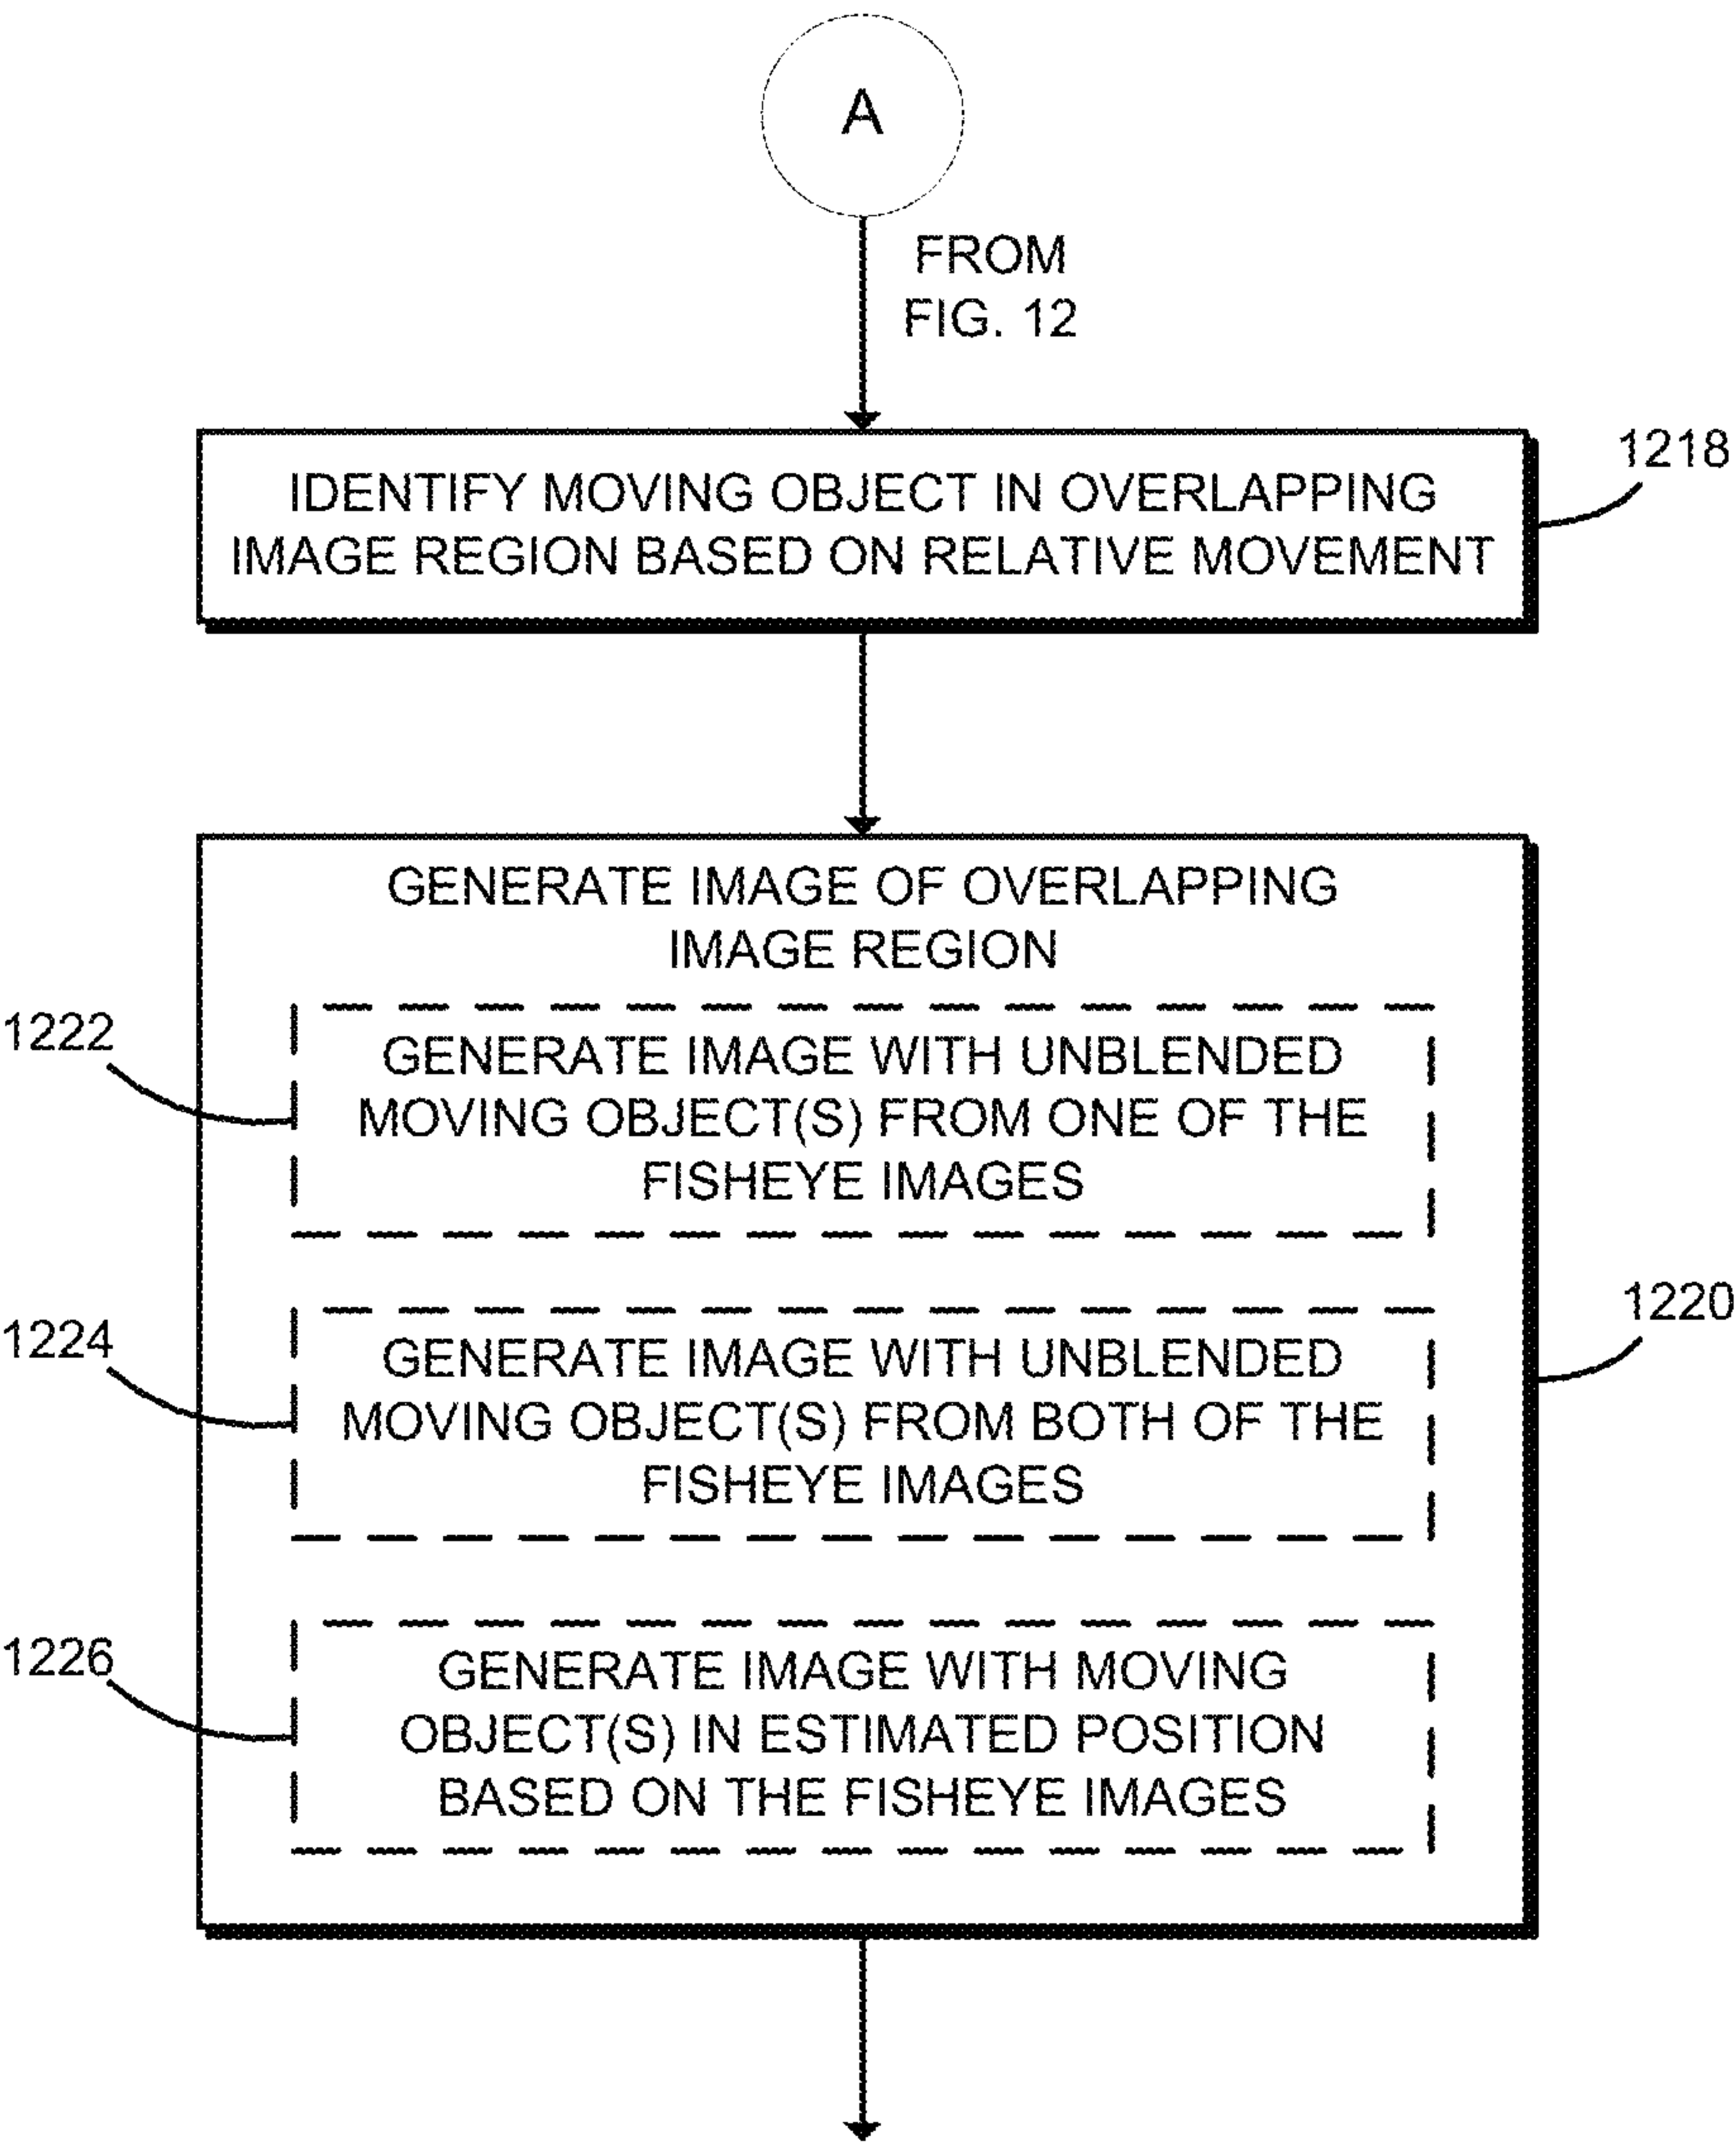 A
FROM
FIG. 12
1218
IDENTIFY MOVING OBJECT IN OVERLAPPING
IMAGE REGION BASED ON RELATIVE MOVEMENT
GENERATE IMAGE OF OVERLAPPING
IMAGE REGION
1222
GENERATE IMAGE WITH UNBLENDED
MOVING OBJECT(S) FROM ONE OF THE
FISHEYE IMAGES
1220
1224
GENERATE IMAGE WITH UNBLENDED
MOVING OBJECT(S) FROM BOTH OF THE
FISHEYE IMAGES
1226
GENERATE IMAGE WITH MOVING
OBJECT(S) IN ESTIMATED POSITION
BASED ON THE FISHEYE IMAGES